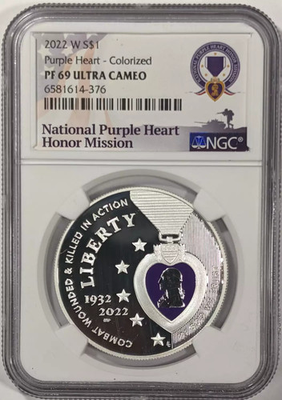 2022 W S$1
Purple Heart - Colorized
PF 69 ULTRA CAMEO
6581614-376
National Purple Heart
Honor Mission
NGC
COMBAT WOUNDED & KILLED IN ACTION
LIBERTY
1932
2022